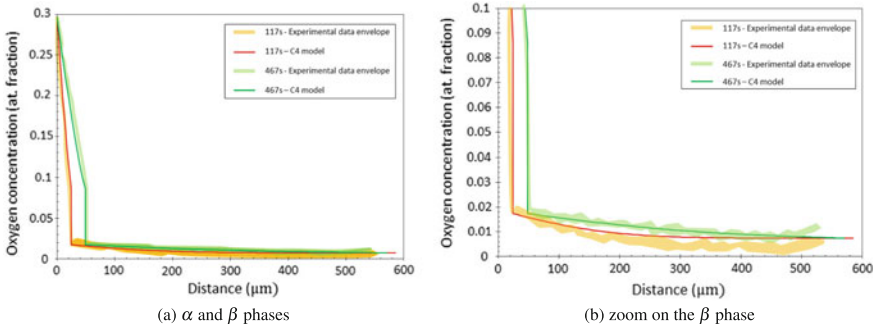 0.3
0.25
0.2
0.15
0.1
0.05
0
Oxygen concentration (at. fraction)
117s - Experimental data envelope
117s – C4 model
467s - Experimental data envelope
467s – C4 model
0 100 200 300 400 500 600
Distance (μm)
(a) α and β phases
0.1
0.09
0.08
0.07
0.06
0.05
0.04
0.03
0.02
0.01
0
Oxygen concentration (at. fraction)
117s - Experimental data envelope
117s – C4 model
467s - Experimental data envelope
467s – C4 model
0 100 200 300 400 500 600
Distance (μm)
(b) zoom on the β phase